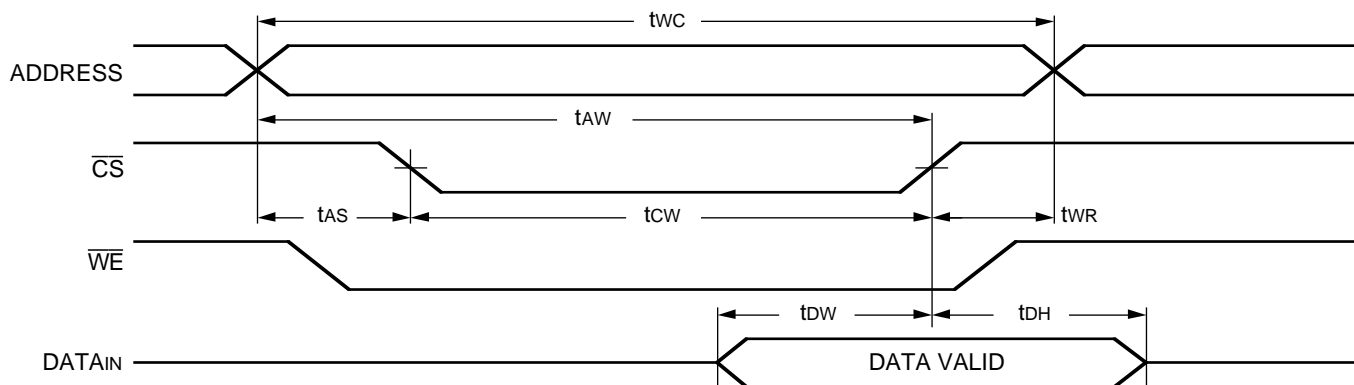 tWC
ADDRESS
tAW
CS
tAS
tCW
tWR
WE
tDW
tDH
DATAIN
DATA VALID